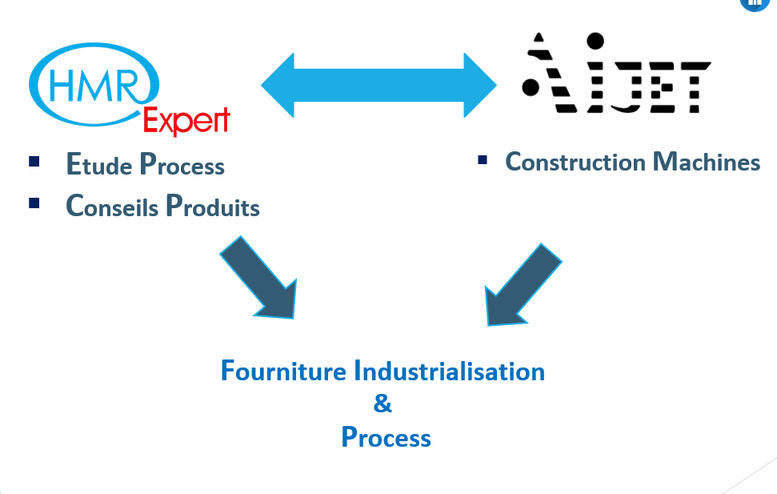 HMR
Expert
AiJET
Etude Process
Conseils Produits
Construction Machines
Fourniture Industrialisation
&
Process